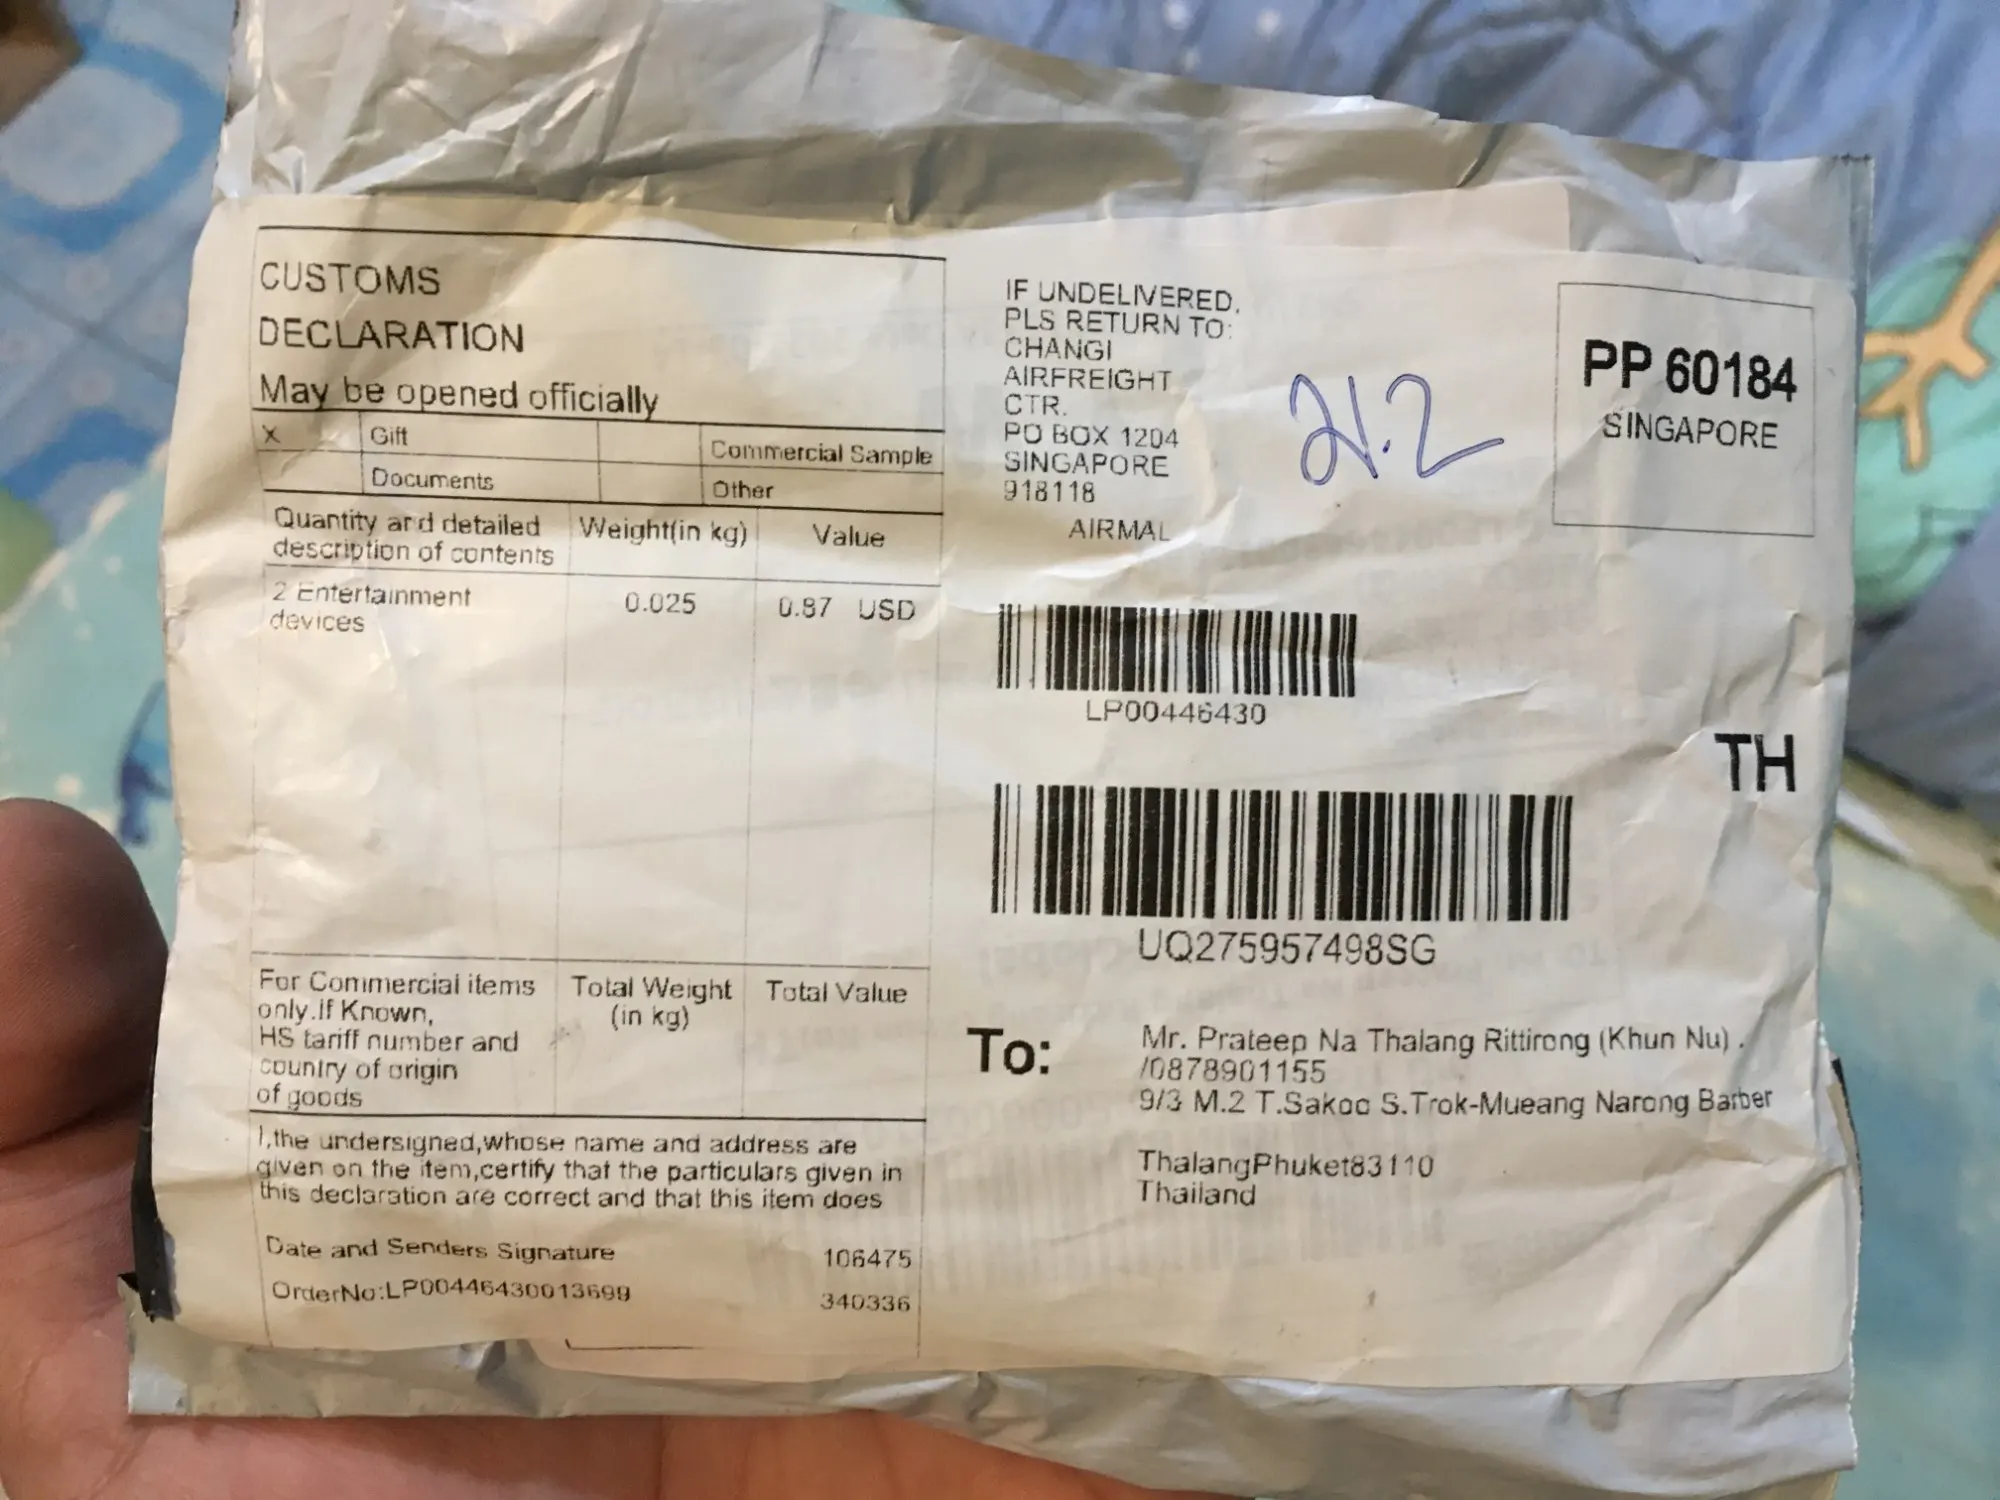 CUSTOMS
DECLARATION
May be opened officially
X Gift Commercial Sample
Documents Other
Quantity and detailed description of contents Weight(in kg) Value
2 Entertainment devices 0.025 0.87 USD
For Commercial items
only.If Known,
HS tariff number and
country of origin
of goods
Total Weight
(in kg)
Total Value
I,the undersigned,whose name and address are
given on the item,certify that the particulars given in
this declaration are correct and that this item does
Date and Senders Signature 106475
OrderNo:LP00446430013699 340336
IF UNDELIVERED,
PLS RETURN TO:
CHANGI
AIRFREIGHT
CTR.
PO BOX 1204
SINGAPORE
918118
AIRMAL
21.2
PP 60184
SINGAPORE
LP00446430
TH
UQ275957498SG
To:
Mr. Prateep Na Thalang Rittirong (Khun Nu) .
/0878901155
9/3 M.2 T.Sakoo S.Trok-Mueang Narong Barber
ThalangPhuket83110
Thailand